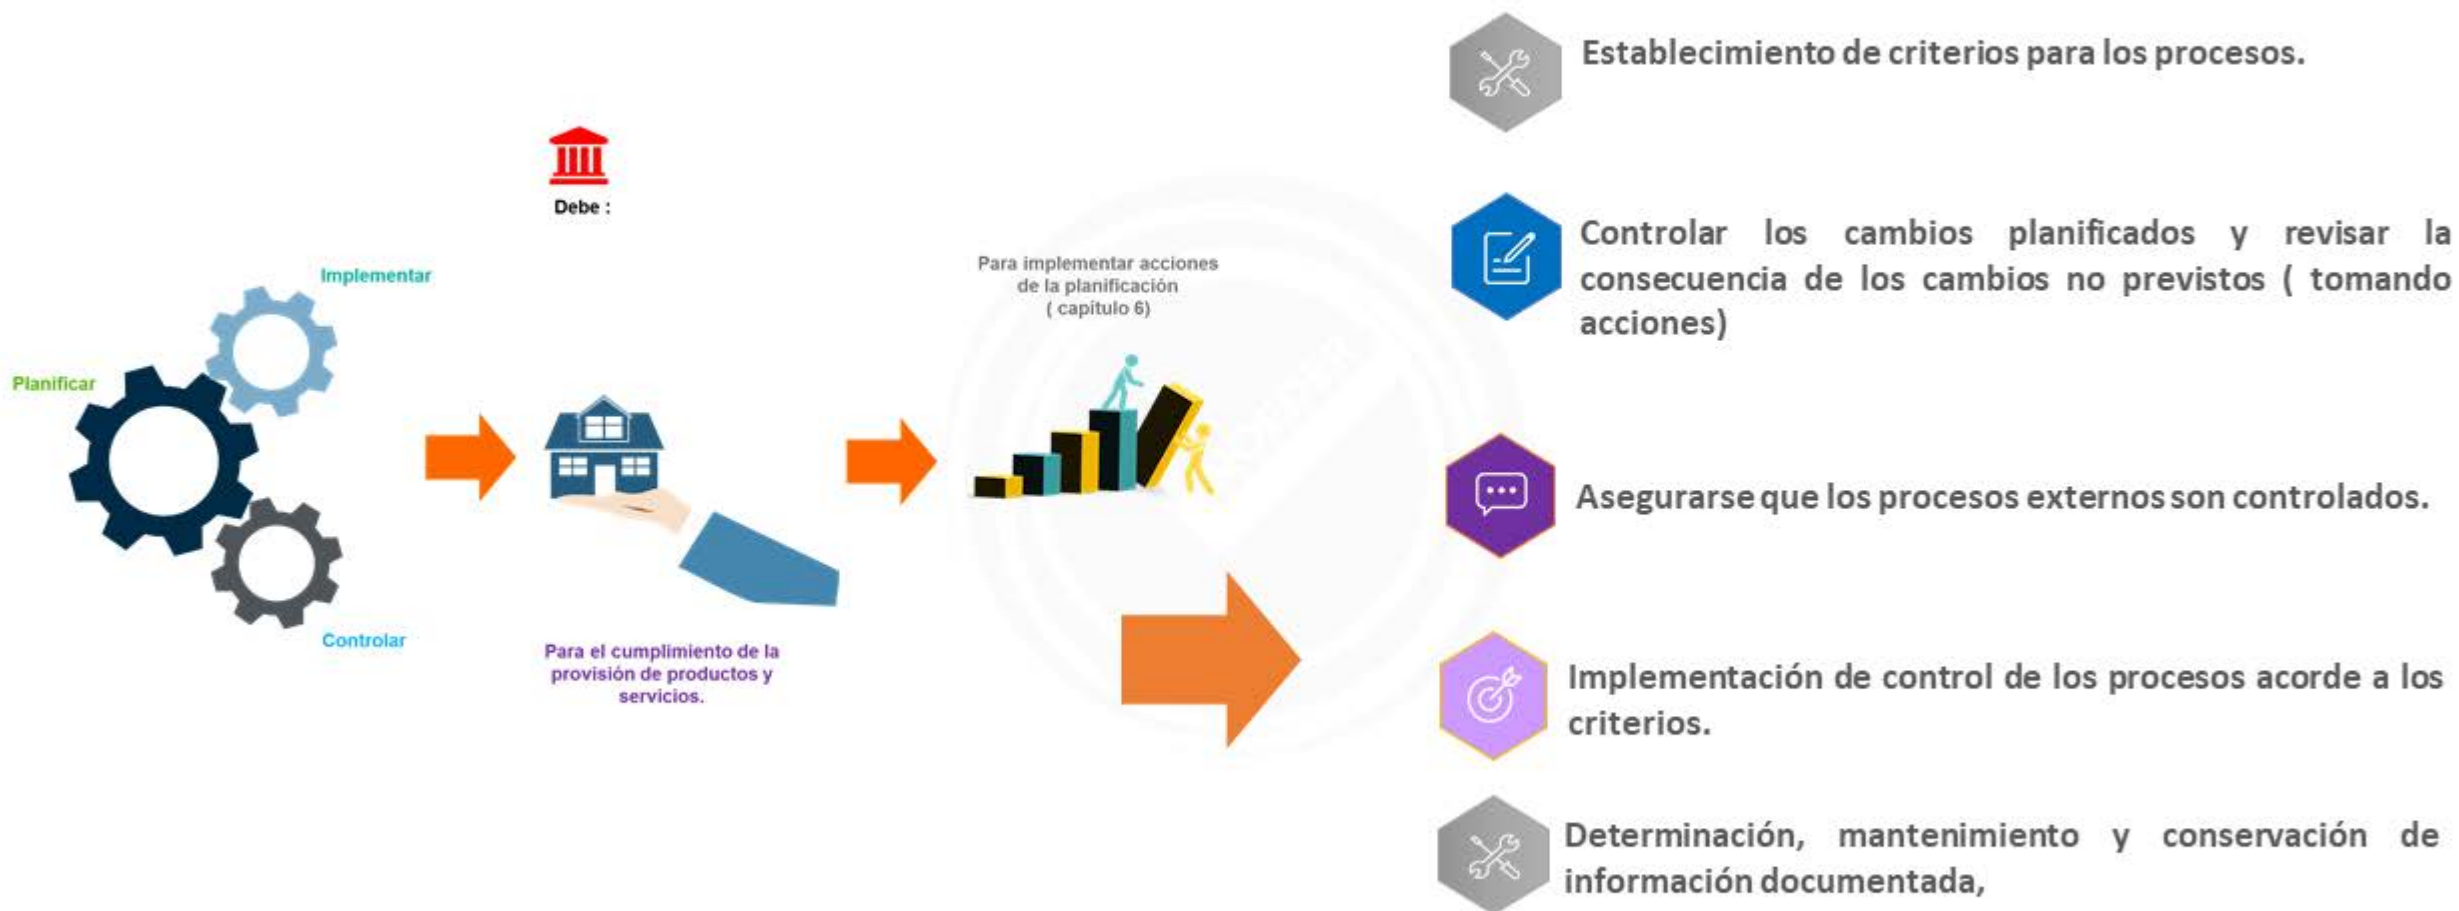 Debe :
Implementar
Planificar
Controlar
Para el cumplimiento de la
provisión de productos y
servicios.
Para implementar acciones
de la planificación
( capítulo 6)
Establecimiento de criterios para los procesos.
Controlar los cambios planificados y revisar la
consecuencia de los cambios no previstos ( tomando
acciones)
Asegurarse que los procesos externos son controlados.
Implementación de control de los procesos acorde a los
criterios.
Determinación, mantenimiento y conservación de
información documentada,